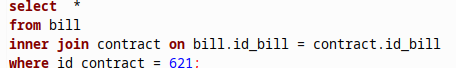 select  *
from bill
inner join contract on bill.id_bill = contract.id_bill
where id contract = 621: